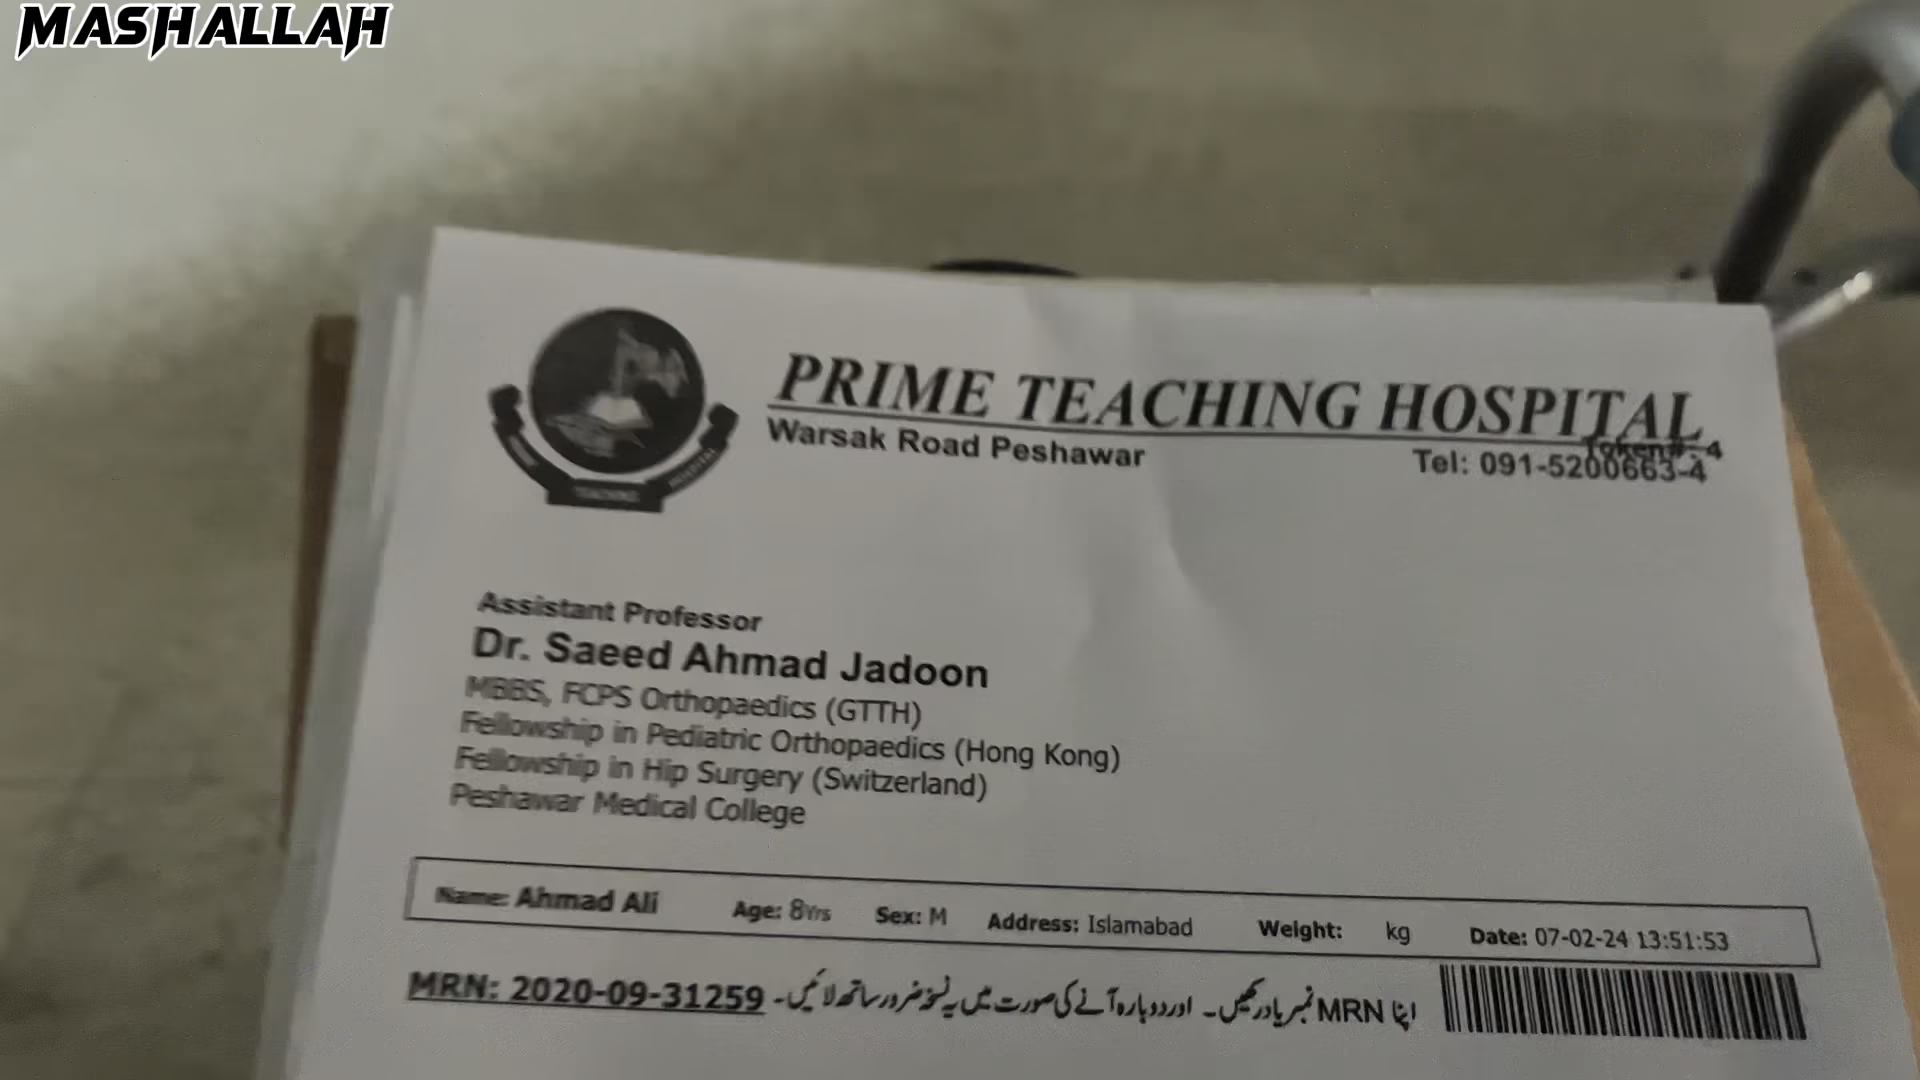 MASHALLAH
PRIME TEACHING HOSPITAL
Warsak Road Peshawar
Token#: 4
Tel: 091-5200663-4
TEACHING
HOSPITAL
Assistant Professor
Dr. Saeed Ahmad Jadoon
MBBS, FCPS Orthopaedics (GTTH)
Fellowship in Pediatric Orthopaedics (Hong Kong)
Fellowship in Hip Surgery (Switzerland)
Peshawar Medical College
Name: Ahmad Ali Age: 8Yrs Sex: M Address: Islamabad Weight: kg Date: 07-02-24 13:51:53
MRN: 2020-09-31259
اپنا MRN نمبر یاد رکھیں۔ اور دوبارہ آنے کی صورت میں یہ نسخہ ضرور ساتھ لائیں۔